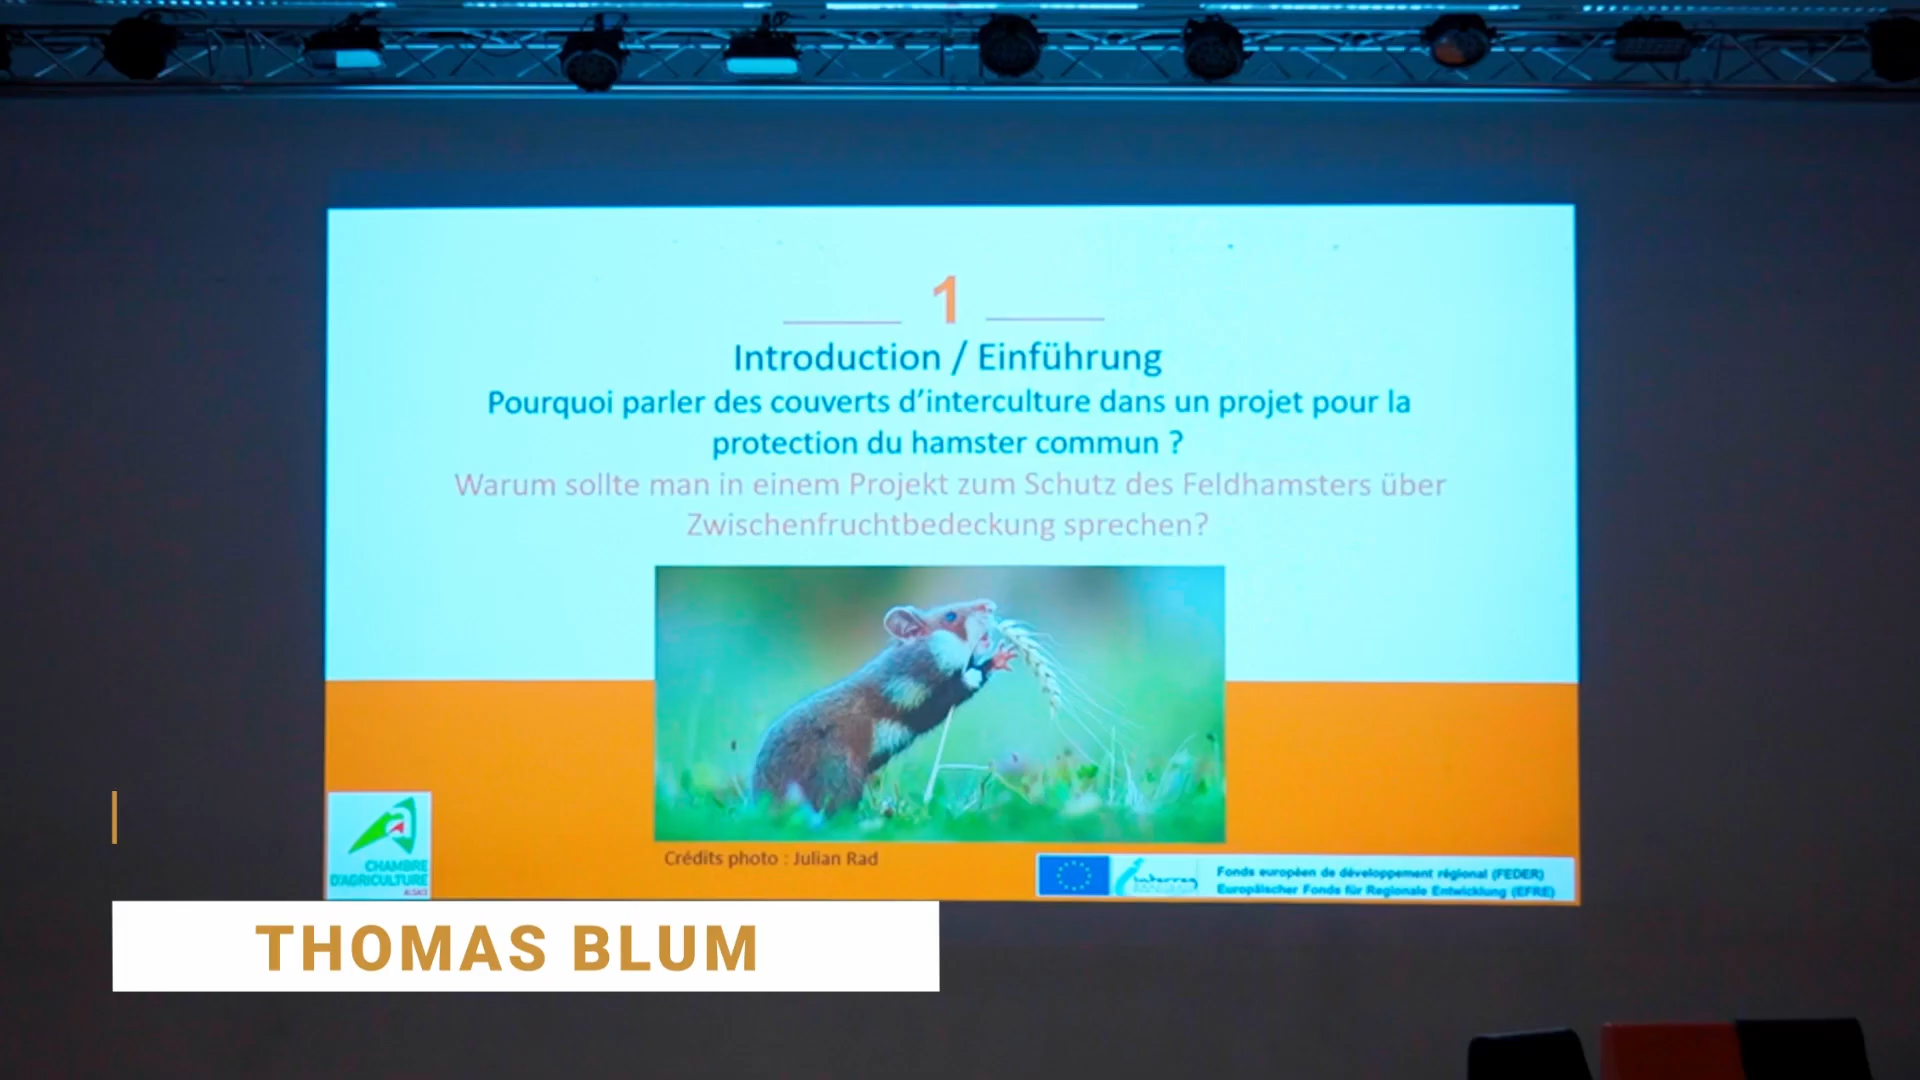 1
Introduction / Einführung
Pourquoi parler des couverts d'interculture dans un projet pour la
protection du hamster commun ?
Warum sollte man in einem Projekt zum Schutz des Feldhamsters über
Zwischenfruchtbedeckung sprechen?
Crédits photo : Julian Rad
CHAMBRE
D'AGRICULTURE
ALSACE
Interreg
Fonds européen de développement régional (FEDER)
Europäischer Fonds für Regionale Entwicklung (EFRE)
THOMAS BLUM